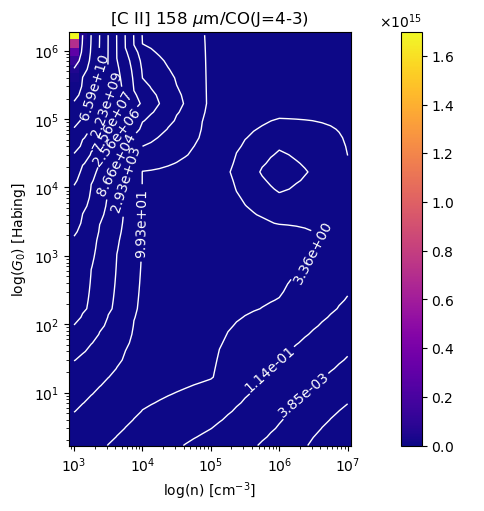 [C II] 158 μm/CO(J=4-3)
×10¹⁵
log(G₀) [Habing]
10⁶
10⁵
10⁴
10³
10²
10¹
6.59e+10
2.23e+09
7.56e+07
2.56e+06
8.66e+04
2.93e+03
9.93e+01
3.36e+00
1.14e-01
3.85e-03
10³ 10⁴ 10⁵ 10⁶ 10⁷
log(n) [cm⁻³]
1.6
1.4
1.2
1.0
0.8
0.6
0.4
0.2
0.0